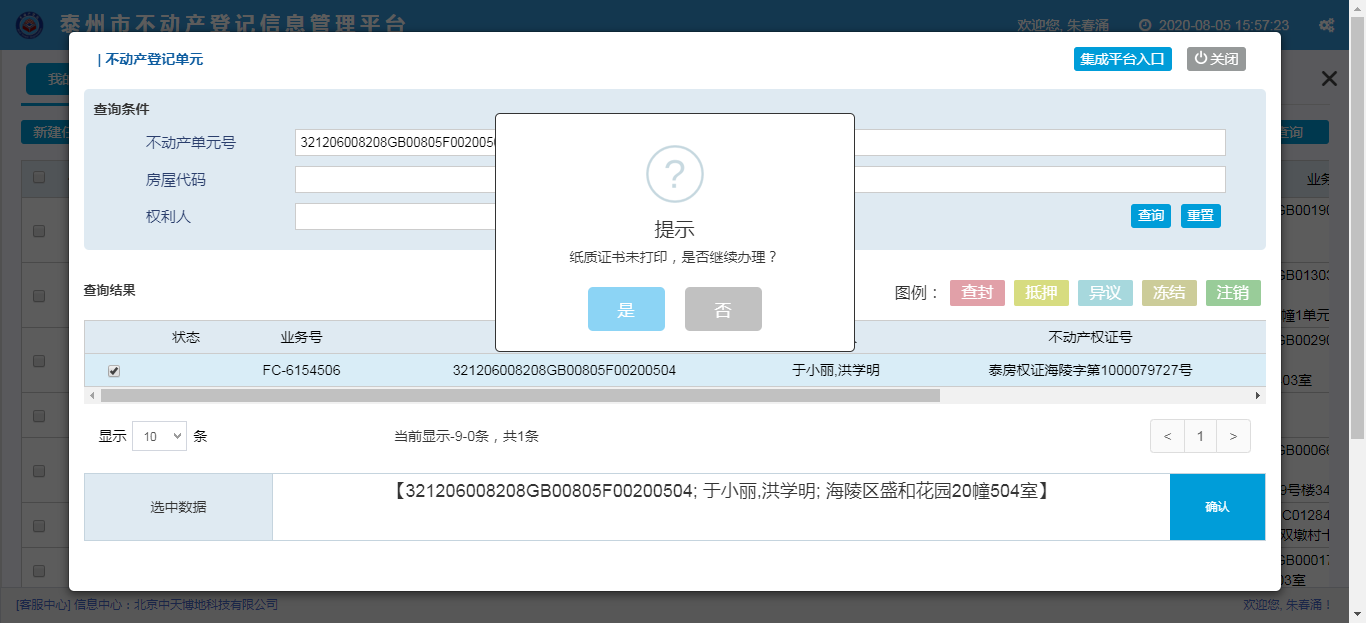 泰州市不动产登记信息管理平台
欢迎您, 朱春涌 2020-08-05 15:57:23
| 不动产登记单元
集成平台入口 关闭
我的
查询条件
新建任
不动产单元号 321206008208GB00805F0020050
查询
房屋代码
业务
权利人
查询 重置
GB00190
GB01303
幢1单元
GB00290
03室
GB00066
9号楼34
C01284
双墩村十
GB00017
03室
提示
纸质证书未打印，是否继续办理？
是 否
查询结果
图例： 查封 抵押 异议 冻结 注销
状态 业务号 不动产权证号
FC-6154506 321206008208GB00805F00200504 于小丽,洪学明 泰房权证海陵字第1000079727号
显示 10 条 当前显示-9-0条，共1条 < 1 >
选中数据 【321206008208GB00805F00200504; 于小丽,洪学明; 海陵区盛和花园20幢504室】 确认
[客服中心] 信息中心：北京中天博地科技有限公司 欢迎您, 朱春涌！